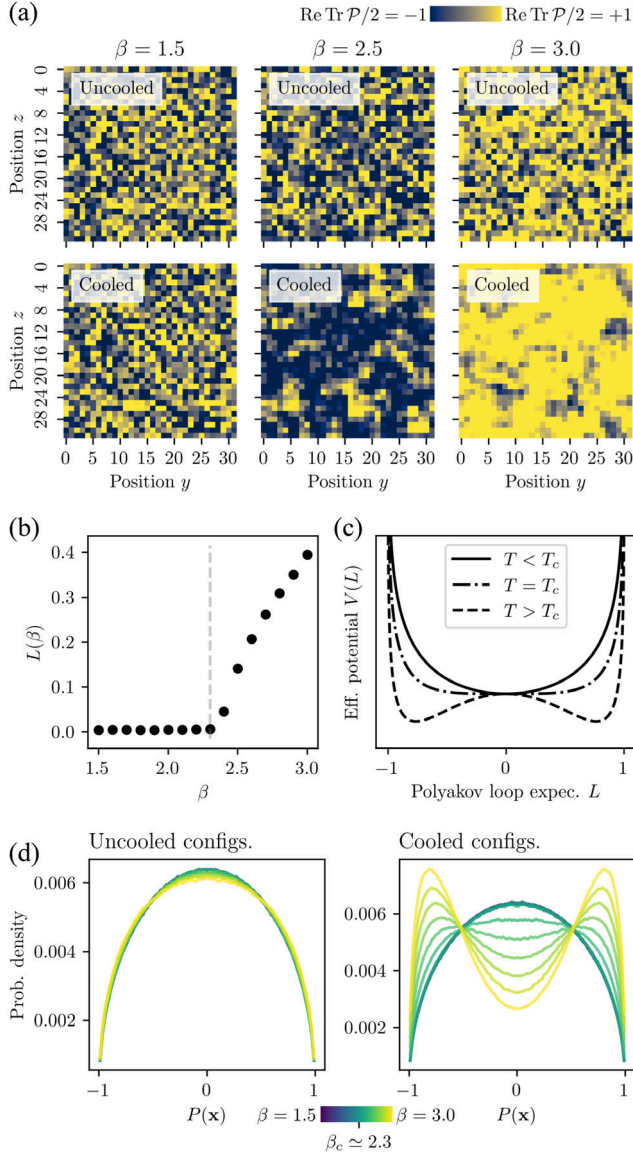 (a)
Re Tr 𝒫/2 = −1 Re Tr 𝒫/2 = +1
β = 1.5 β = 2.5 β = 3.0
Uncooled Uncooled Uncooled
Position z
0 4 8 12 16 20 24 28
Cooled Cooled Cooled
Position z
0 4 8 12 16 20 24 28
0 5 10 15 20 25 30 0 5 10 15 20 25 30 0 5 10 15 20 25 30
Position y Position y Position y
(b)
L(β)
0.4
0.3
0.2
0.1
0.0
1.5 2.0 2.5 3.0
β
(c)
Eff. potential V(L)
T < T_c
T = T_c
T > T_c
−1 0 1
Polyakov loop expec. L
(d)
Uncooled configs. Cooled configs.
Prob. density
0.006 0.006
0.004 0.004
0.002 0.002
−1 0 1 −1 0 1
P(x) β = 1.5 β = 3.0 P(x)
β_c ≃ 2.3